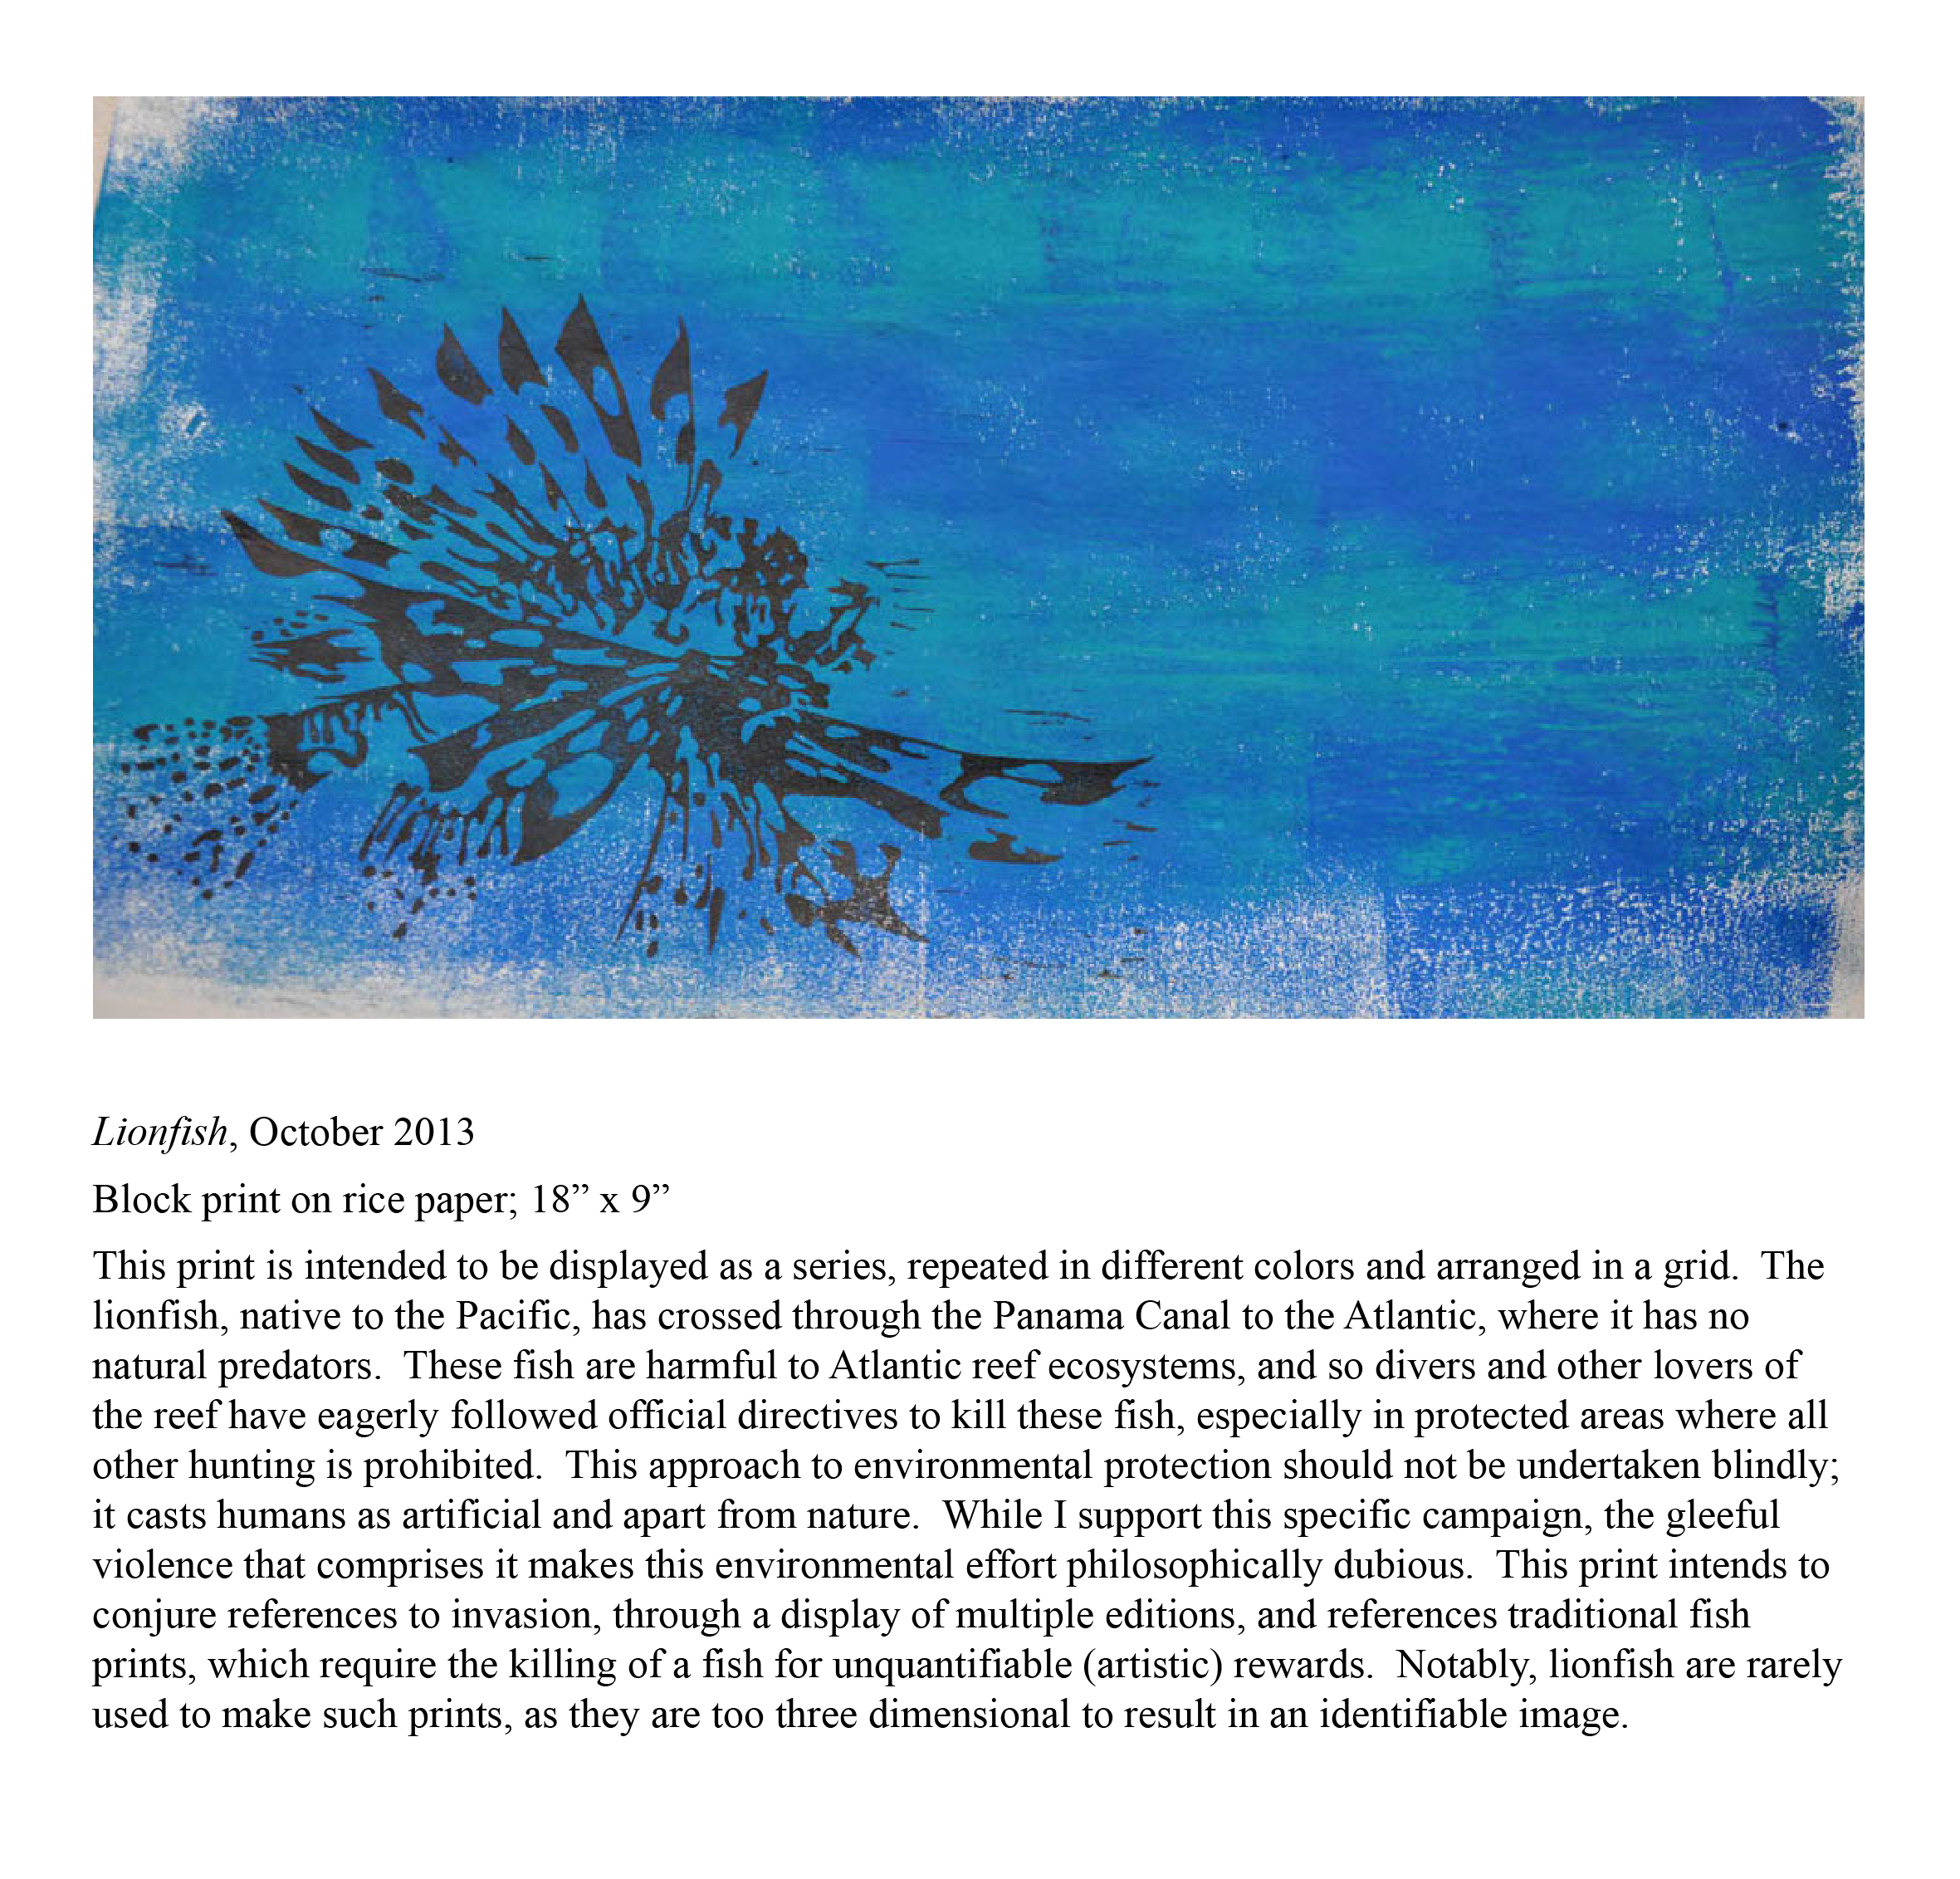 Lionfish, October 2013
Block print on rice paper; 18” x 9”
This print is intended to be displayed as a series, repeated in different colors and arranged in a grid.  The
lionfish, native to the Pacific, has crossed through the Panama Canal to the Atlantic, where it has no
natural predators.  These fish are harmful to Atlantic reef ecosystems, and so divers and other lovers of
the reef have eagerly followed official directives to kill these fish, especially in protected areas where all
other hunting is prohibited.  This approach to environmental protection should not be undertaken blindly;
it casts humans as artificial and apart from nature.  While I support this specific campaign, the gleeful
violence that comprises it makes this environmental effort philosophically dubious.  This print intends to
conjure references to invasion, through a display of multiple editions, and references traditional fish
prints, which require the killing of a fish for unquantifiable (artistic) rewards.  Notably, lionfish are rarely
used to make such prints, as they are too three dimensional to result in an identifiable image.